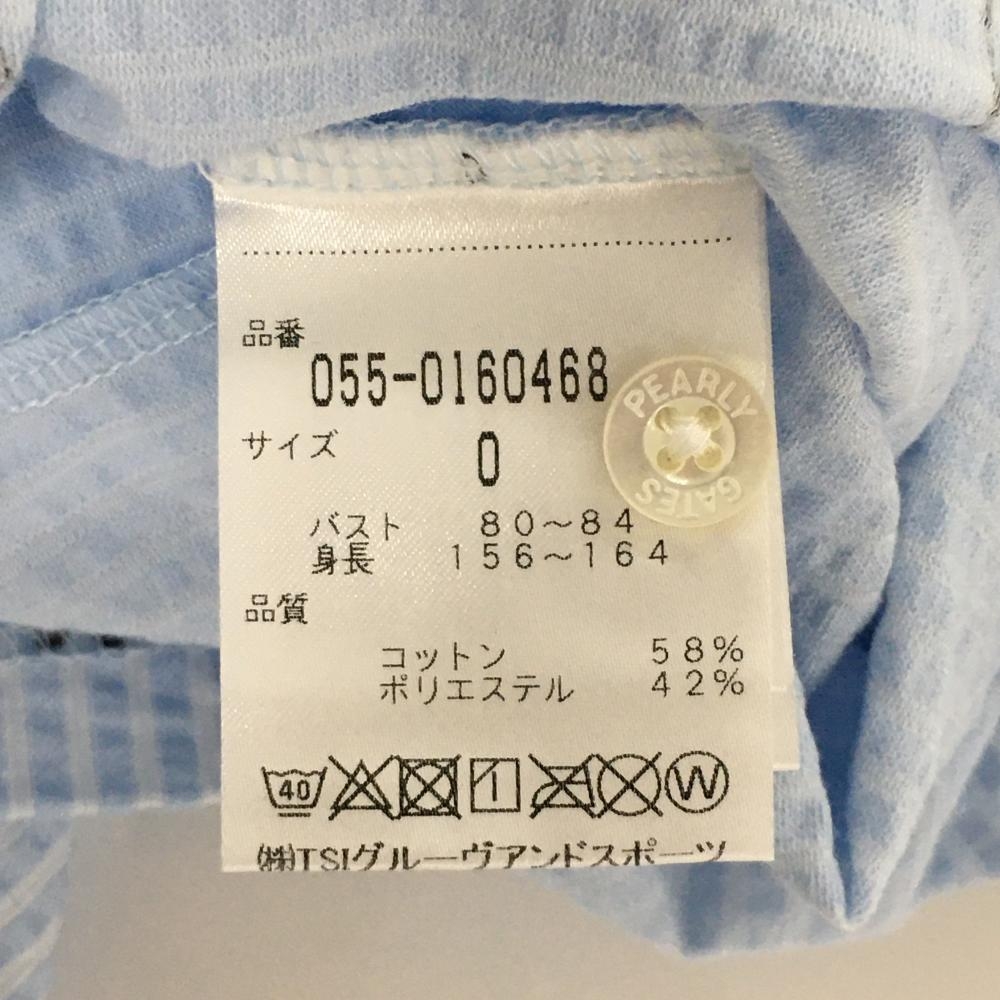 品番
055-0160468
サイズ 0
PEARLY GATES
バスト 80～84
身長 156～164
品質
コットン 58%
ポリエステル 42%
40 W
㈱TSIグルーヴアンドスポーツ